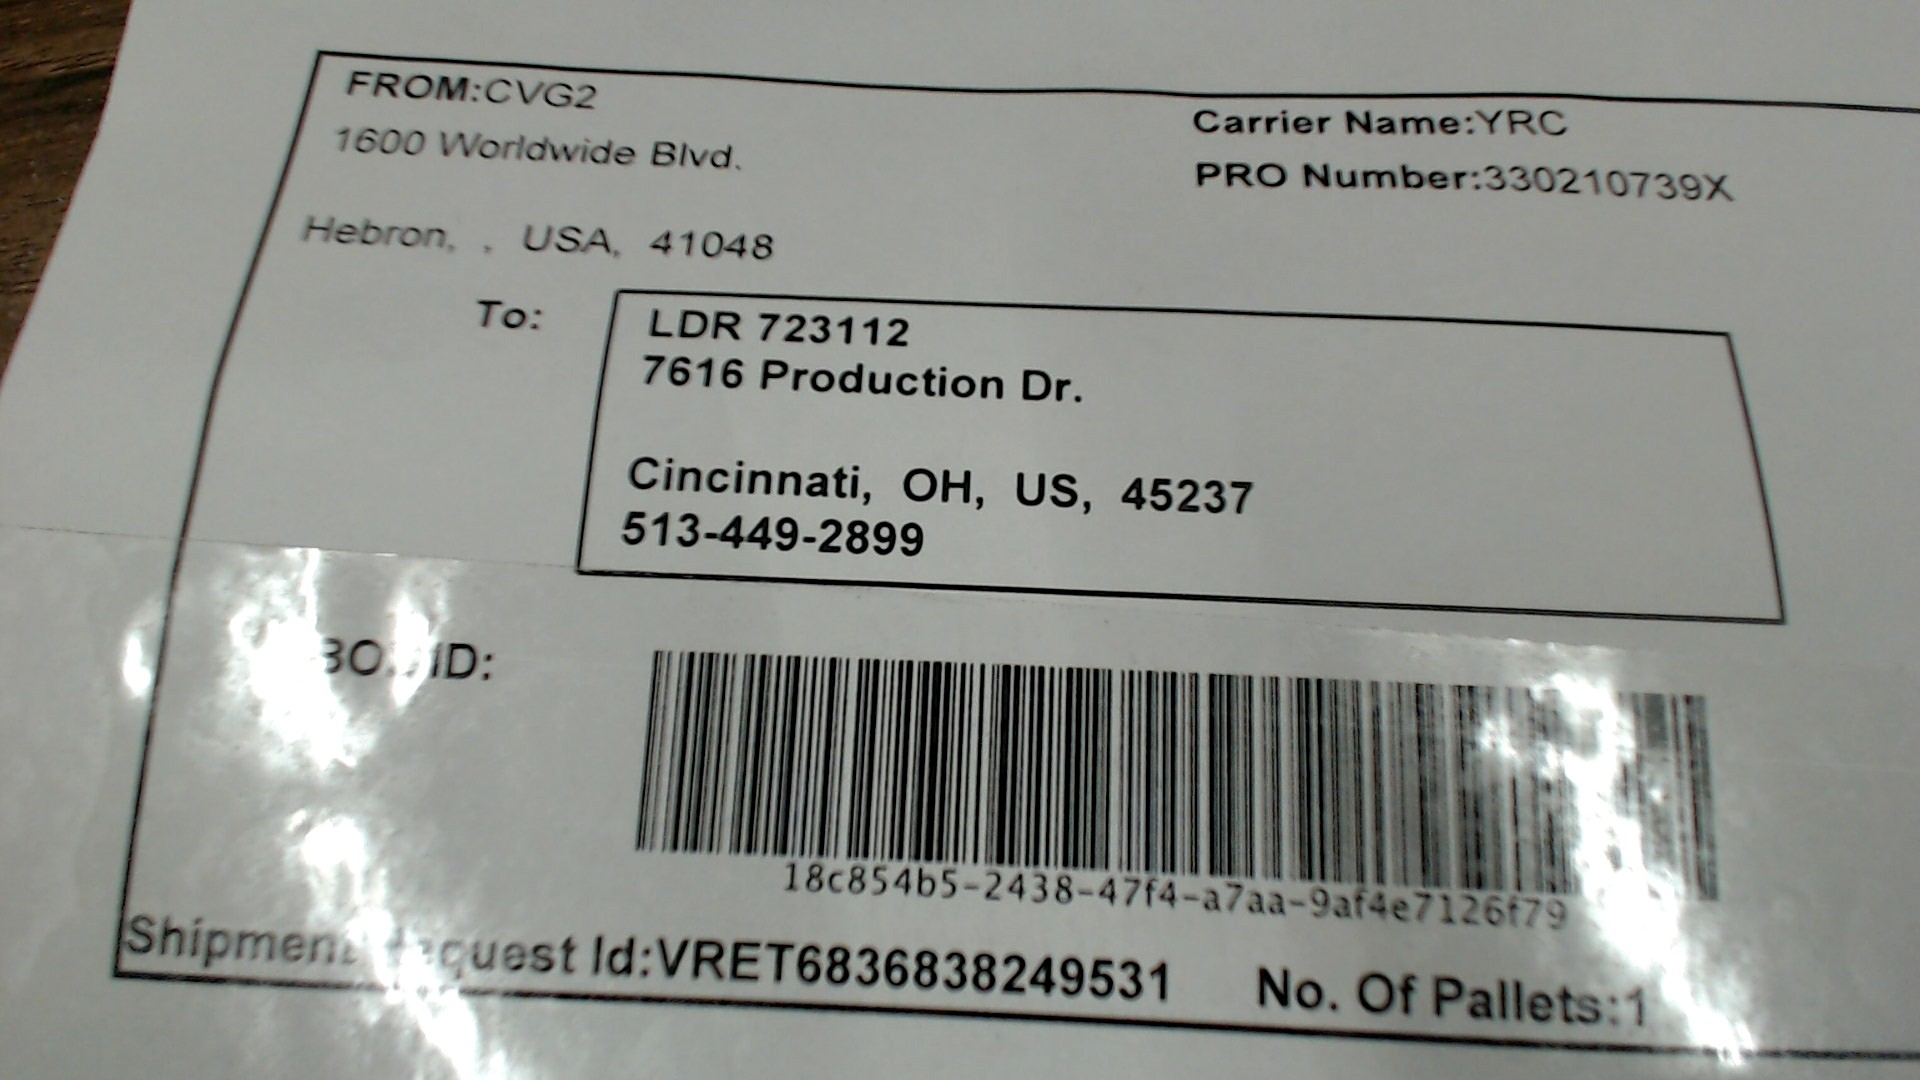 FROM:CVG2
1600 Worldwide Blvd.
Hebron, , USA, 41048
Carrier Name:YRC
PRO Number:330210739X
To:
LDR 723112
7616 Production Dr.
Cincinnati, OH, US, 45237
513-449-2899
ID:
18c854b5-2438-47f4-a7aa-9af4e7126f79
Shipment Request Id:VRET6836838249531
No. Of Pallets:1